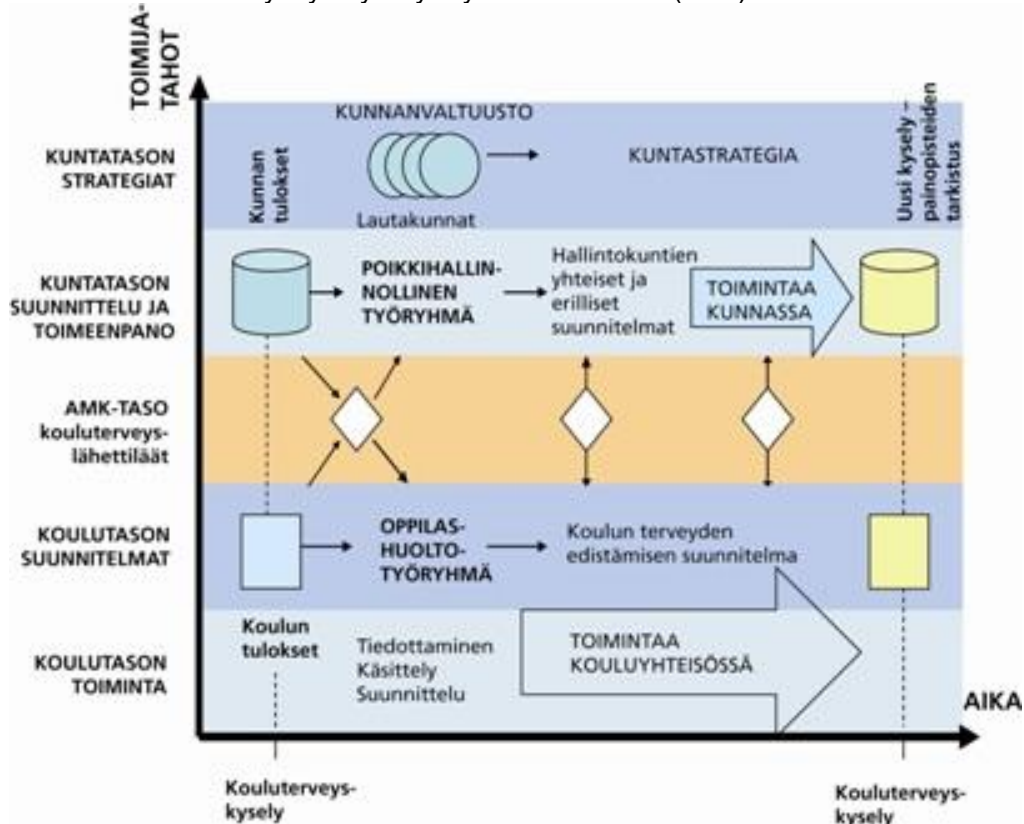 TOIMIJA-
TAHOT
KUNTATASON
STRATEGIAT
Kunnan
tulokset
KUNNANVALTUUSTO
Lautakunnat
KUNTASTRATEGIA
Uusi kysely –
painopisteiden
tarkistus
KUNTATASON
SUUNNITTELU JA
TOIMEENPANO
POIKKIHALLIN-
NOLLINEN
TYÖRYHMÄ
Hallintokuntien
yhteiset ja
erilliset
suunnitelmat
TOIMINTAA
KUNNASSA
AMK-TASO
kouluterveys-
lähettiläät
KOULUTASON
SUUNNITELMAT
OPPILAS-
HUOLTO-
TYÖRYHMÄ
Koulun terveyden
edistämisen suunnitelma
KOULUTASON
TOIMINTA
Koulun
tulokset
Tiedottaminen
Käsittely
Suunnittelu
TOIMINTAA
KOULUYHTEISÖSSÄ
AIKA
Kouluterveys-
kysely
Kouluterveys-
kysely